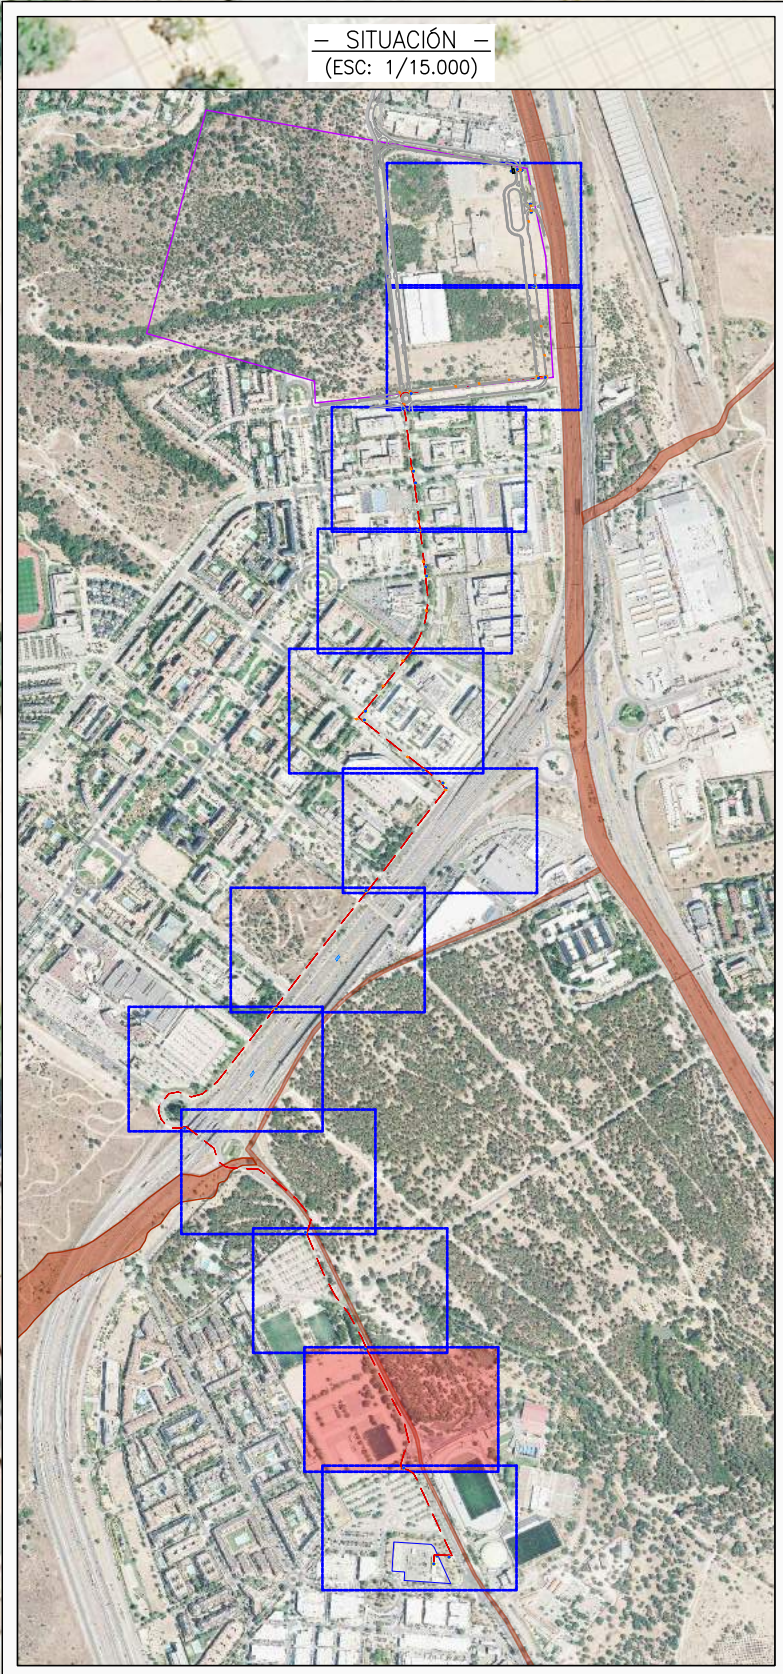 — SITUACIÓN —
(ESC: 1/15.000)